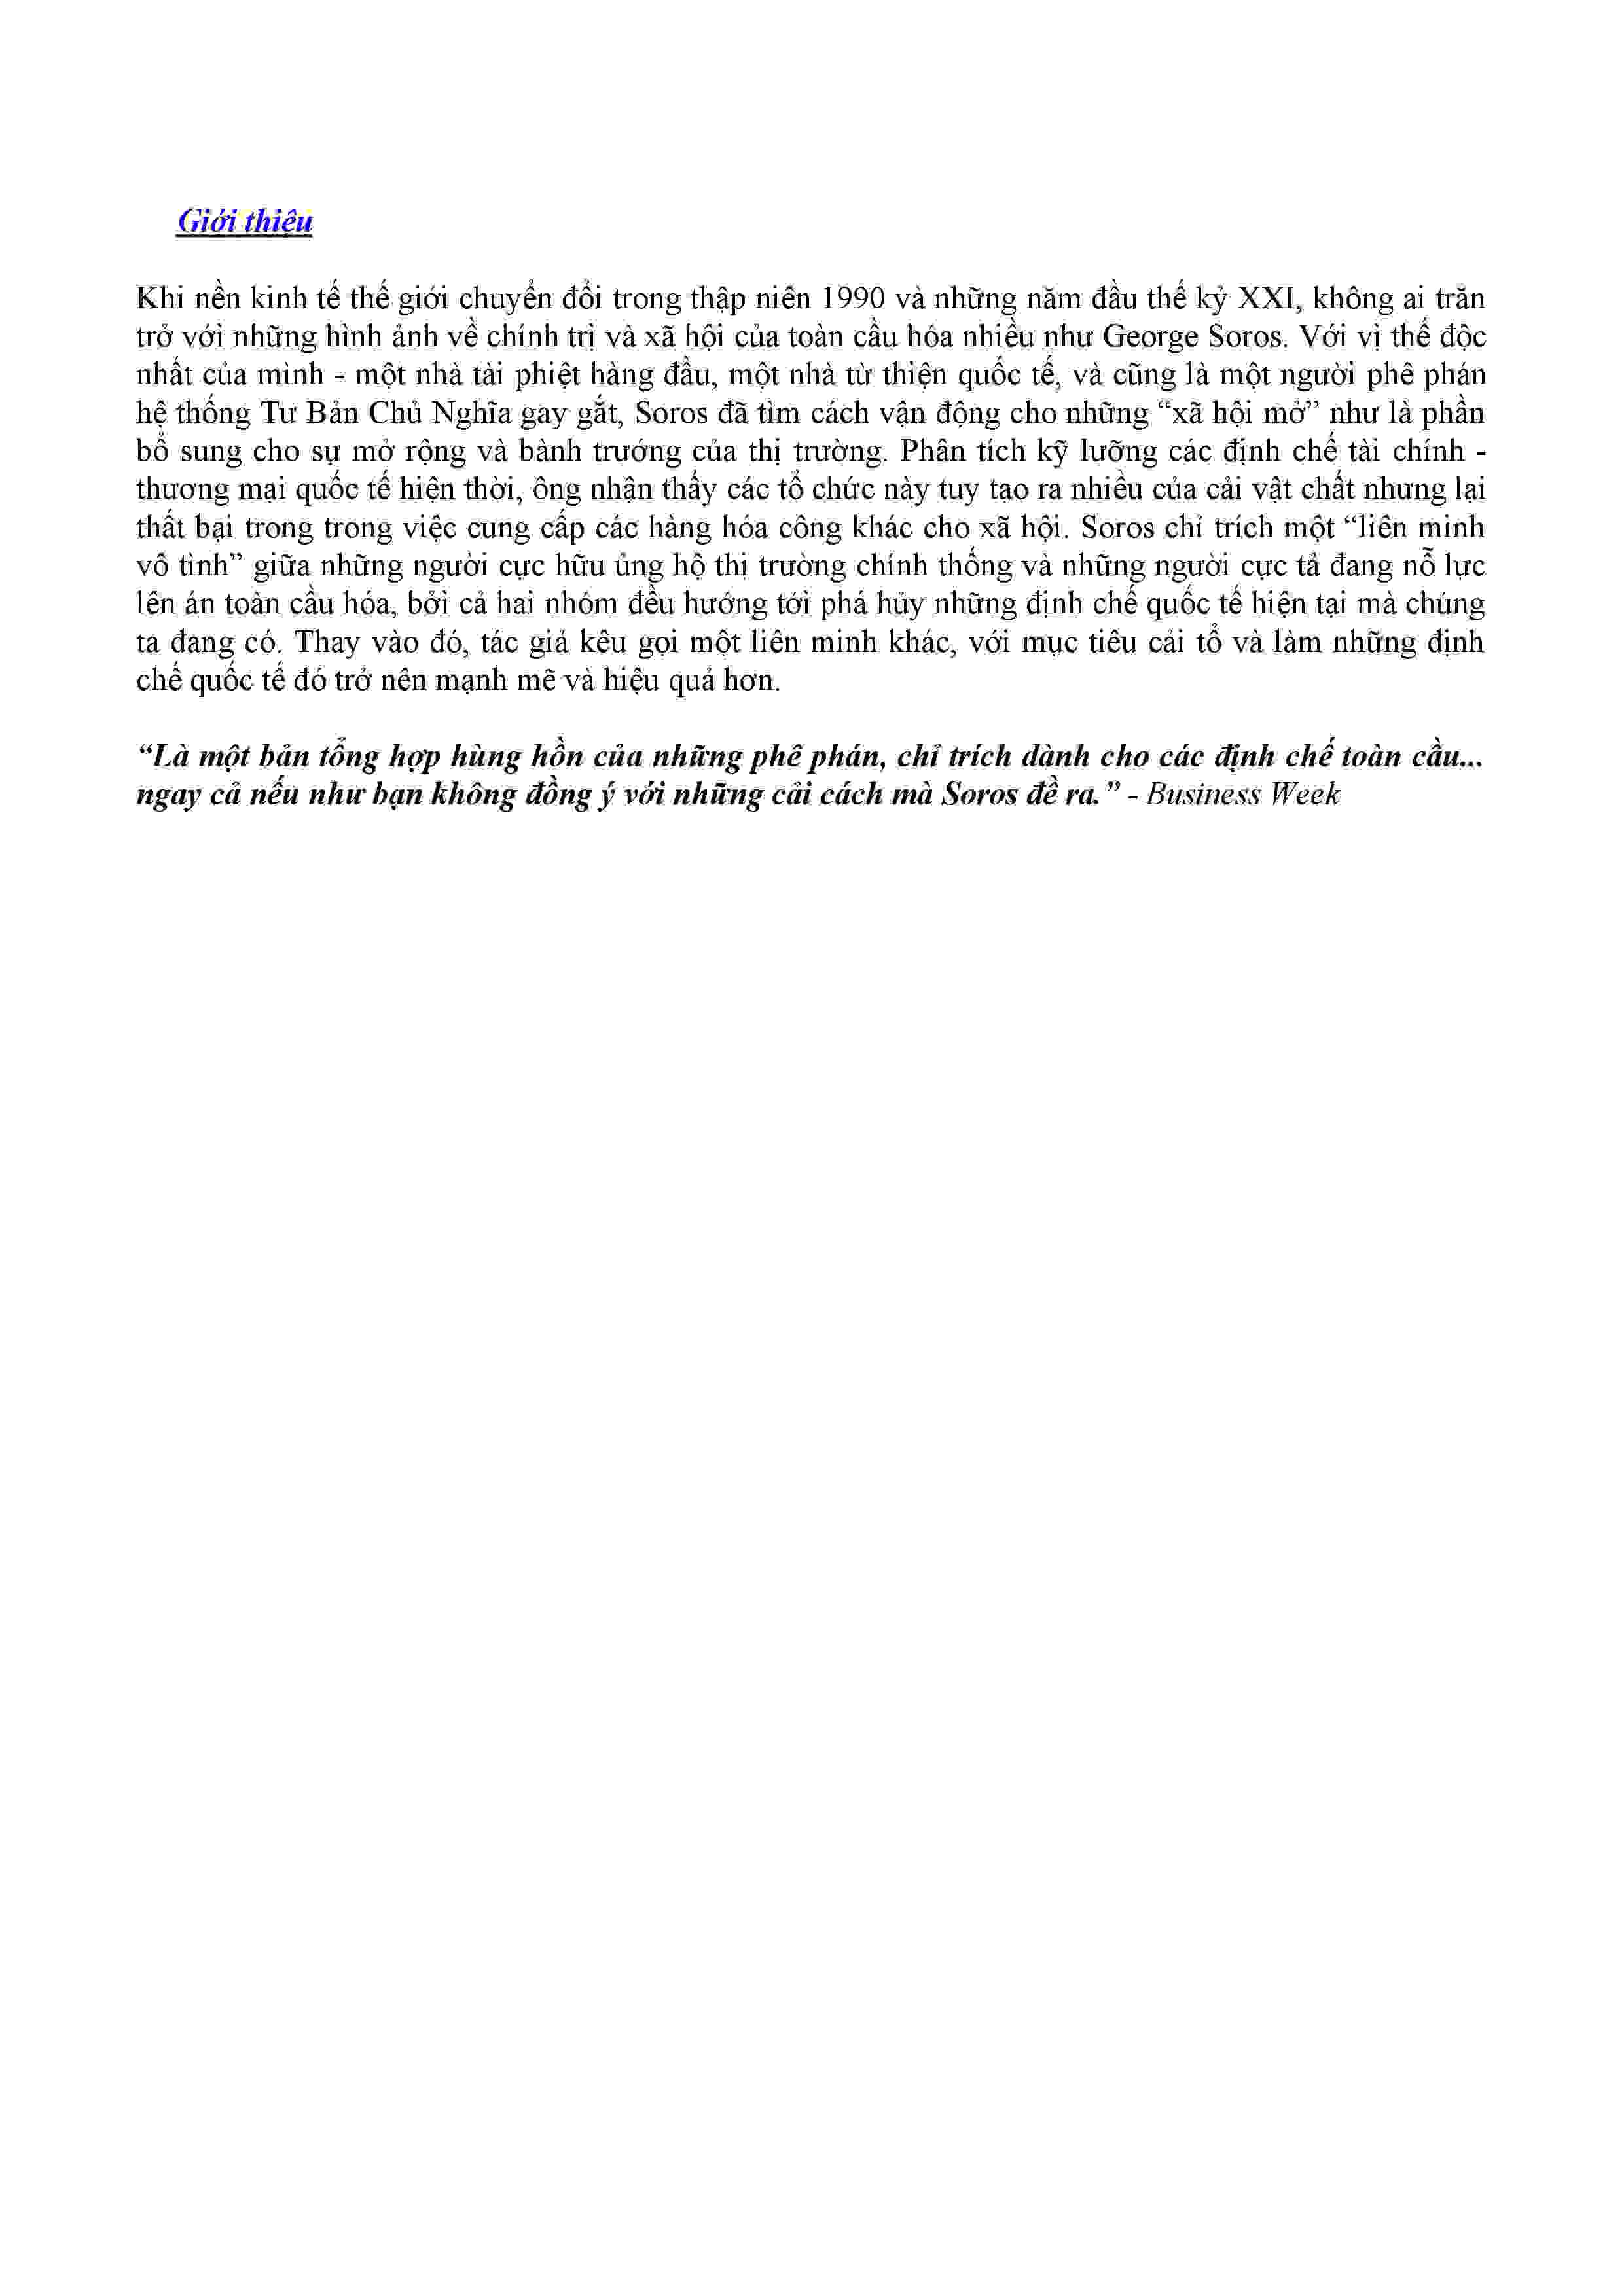 Giới thiệu
Khi nền kinh tế thế giới chuyển đổi trong thập niên 1990 và những năm đầu thế kỷ XXI, không ai trăn
trở với những hình ảnh về chính trị và xã hội của toàn cầu hóa nhiều như George Soros. Với vị thế độc
nhất của mình - một nhà tài phiệt hàng đầu, một nhà từ thiện quốc tế, và cũng là một người phê phán
hệ thống Tư Bản Chủ Nghĩa gay gắt, Soros đã tìm cách vận động cho những “xã hội mở” như là phần
bổ sung cho sự mở rộng và bành trướng của thị trường. Phân tích kỹ lưỡng các định chế tài chính -
thương mại quốc tế hiện thời, ông nhận thấy các tổ chức này tuy tạo ra nhiều của cải vật chất nhưng lại
thất bại trong trong việc cung cấp các hàng hóa công khác cho xã hội. Soros chỉ trích một “liên minh
vô tình” giữa những người cực hữu ủng hộ thị trường chính thống và những người cực tả đang nỗ lực
lên án toàn cầu hóa, bởi cả hai nhóm đều hướng tới phá hủy những định chế quốc tế hiện tại mà chúng
ta đang có. Thay vào đó, tác giả kêu gọi một liên minh khác, với mục tiêu cải tổ và làm những định
chế quốc tế đó trở nên mạnh mẽ và hiệu quả hơn.
“Là một bản tổng hợp hùng hồn của những phê phán, chỉ trích dành cho các định chế toàn cầu...
ngay cả nếu như bạn không đồng ý với những cải cách mà Soros đề ra.” - Business Week